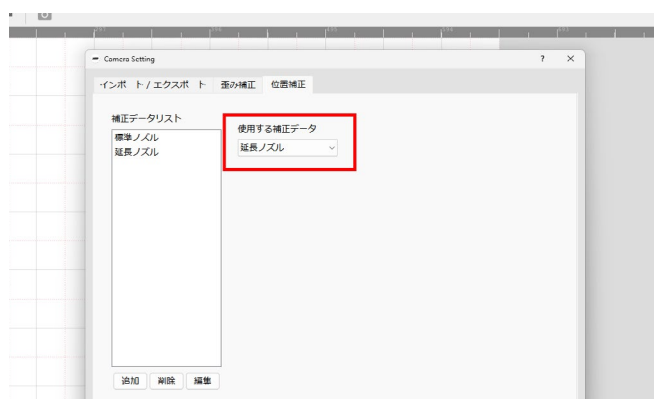 Camera Setting
インポート/エクスポート 歪み補正 位置補正
補正データリスト
標準ノズル
延長ノズル
使用する補正データ
延長ノズル
追加 削除 編集